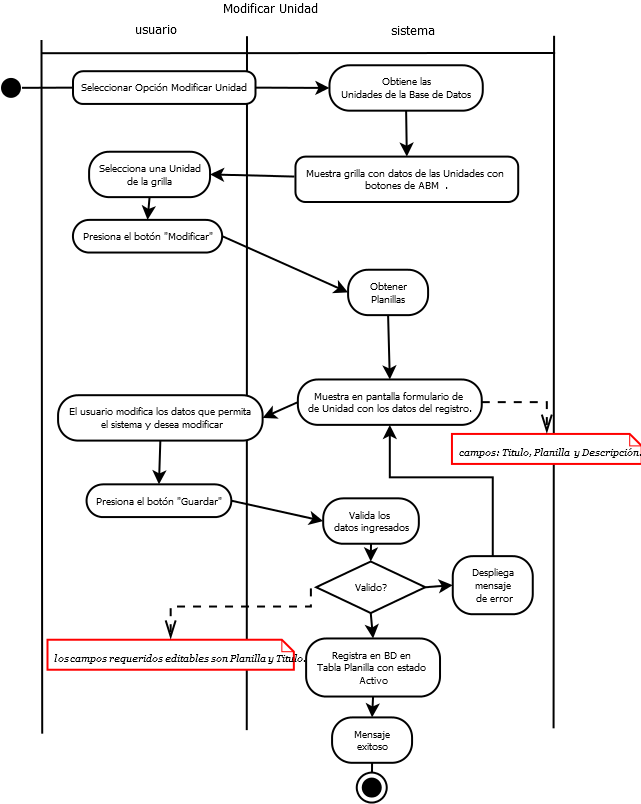 Modificar Unidad
usuario
sistema
Seleccionar Opción Modificar Unidad
Obtiene las
Unidades de la Base de Datos
Muestra grilla con datos de las Unidades con
botones de ABM .
Selecciona una Unidad
de la grilla
Presiona el botón "Modificar"
Obtener
Planillas
Muestra en pantalla formulario de
de Unidad con los datos del registro.
campos: Titulo, Planilla y Descripción.
El usuario modifica los datos que permita
el sistema y desea modificar
Presiona el botón "Guardar"
Valida los
datos ingresados
Valido?
Despliega
mensaje
de error
los campos requeridos editables son Planilla y Titulo.
Registra en BD en
Tabla Planilla con estado
Activo
Mensaje
exitoso